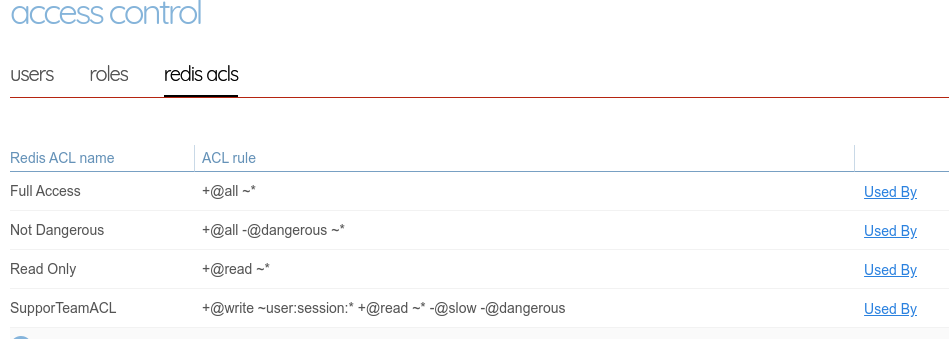 access control
users roles redis acls
Redis ACL name ACL rule
Full Access +@all ~* Used By
Not Dangerous +@all -@dangerous ~* Used By
Read Only +@read ~* Used By
SupporTeamACL +@write ~user:session:* +@read ~* -@slow -@dangerous Used By